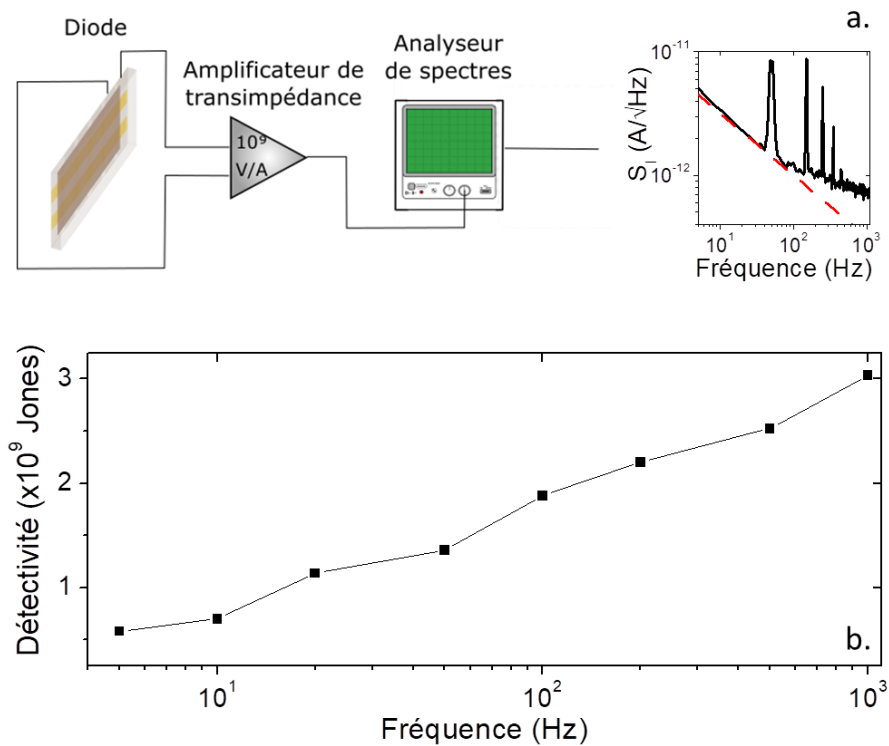 a.
Diode
Amplificateur de
transimpédance
Analyseur
de spectres
10⁹
V/A
S_I (A/√Hz)
10⁻¹¹
10⁻¹²
10¹ 10² 10³
Fréquence (Hz)
Détectivité (x10⁹ Jones)
3
2
1
b.
10¹ 10² 10³
Fréquence (Hz)